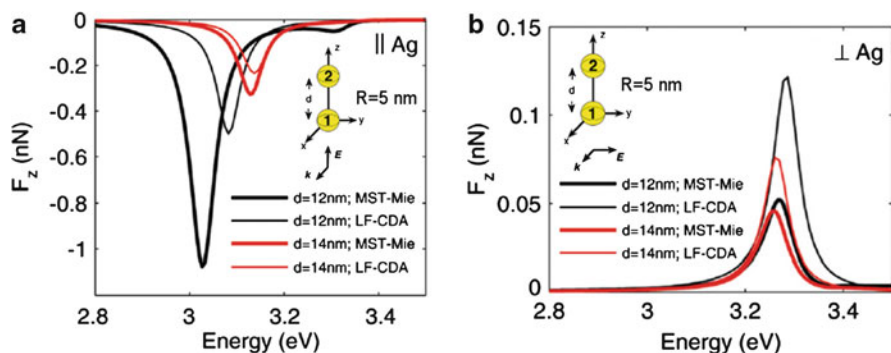 a
0
-0.2
-0.4
-0.6
-0.8
-1
F_z (nN)
|| Ag
z
2
d
R=5 nm
1
y
x
E
k
d=12nm; MST-Mie
d=12nm; LF-CDA
d=14nm; MST-Mie
d=14nm; LF-CDA
2.8 3 3.2 3.4
Energy (eV)
b
0.15
0.1
0.05
0
F_z (nN)
⊥ Ag
z
2
d
R=5 nm
1
y
x
E
k
d=12nm; MST-Mie
d=12nm; LF-CDA
d=14nm; MST-Mie
d=14nm; LF-CDA
2.8 3 3.2 3.4
Energy (eV)